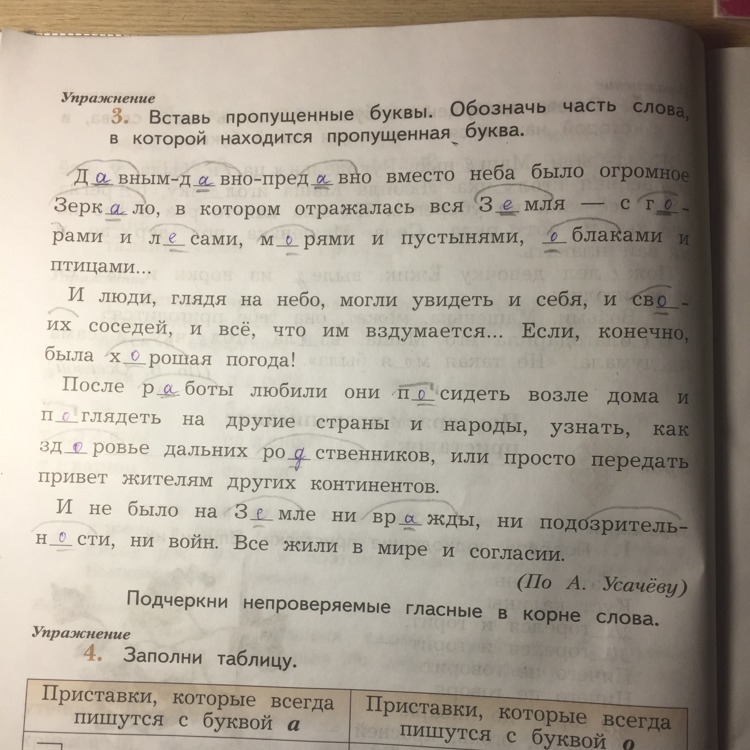 Упражнение
3. Вставь пропущенные буквы. Обозначь часть слова,
в которой находится пропущенная буква.
Давным-давно-предавно вместо неба было огромное
Зеркало, в котором отражалась вся Земля — с го-
рами и лесами, морями и пустынями, облаками и
птицами...
И люди, глядя на небо, могли увидеть и себя, и сво-
их соседей, и всё, что им вздумается... Если, конечно,
была хорошая погода!
После работы любили они посидеть возле дома и
поглядеть на другие страны и народы, узнать, как
здоровье дальних родственников, или просто передать
привет жителям других континентов.
И не было на Земле ни вражды, ни подозритель-
ности, ни войн. Все жили в мире и согласии.
(По А. Усачёву)
Подчеркни непроверяемые гласные в корне слова.
Упражнение
4. Заполни таблицу.
Приставки, которые всегда пишутся с буквой а
Приставки, которые всегда пишутся с буквой о